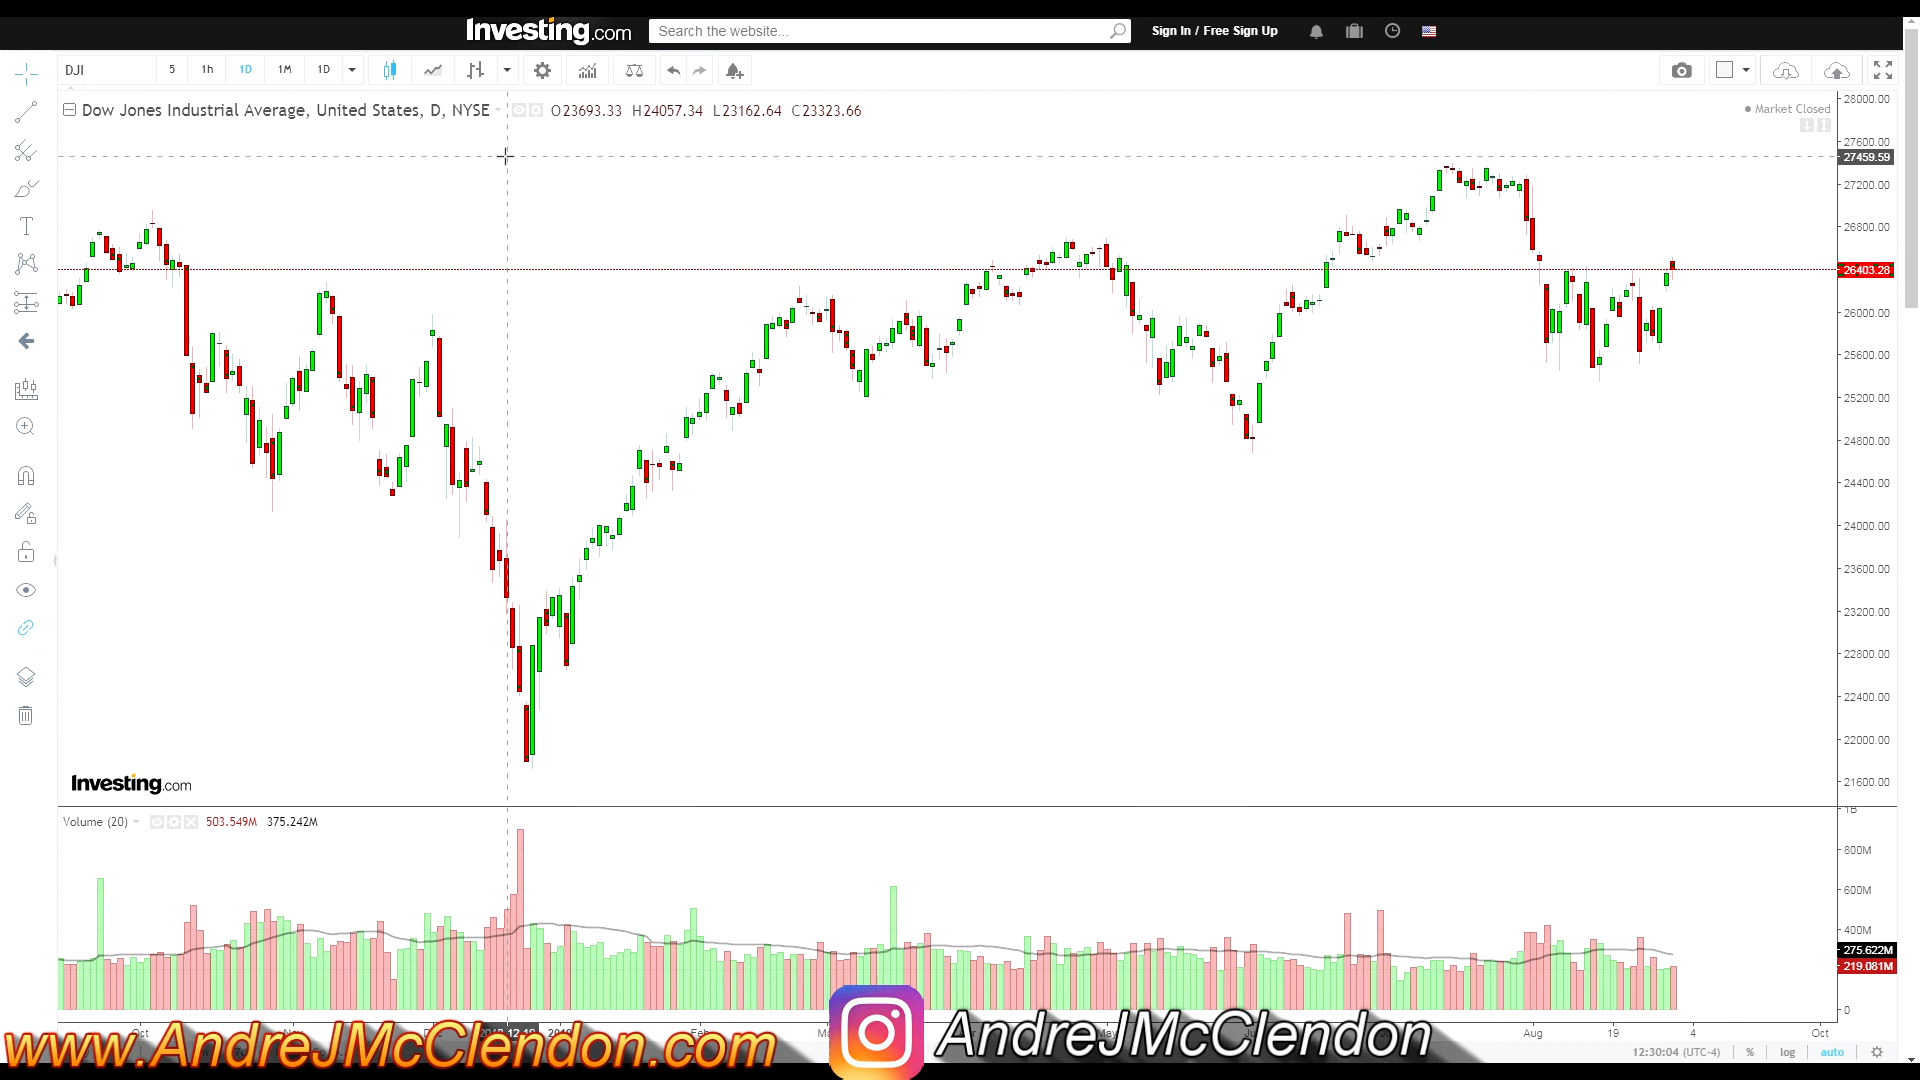 Investing.com
Search the website...
Sign In / Free Sign Up
DJI
5
1h
1D
1M
1D
Dow Jones Industrial Average, United States, D, NYSE
O23693.33 H24057.34 L23162.64 C23323.66
Market Closed
28000.00
27600.00
27459.59
27200.00
26800.00
26403.28
26000.00
25600.00
25200.00
24800.00
24400.00
24000.00
23600.00
23200.00
22800.00
22400.00
22000.00
21600.00
Investing.com
Volume (20)
503.549M 375.242M
1B
800M
600M
400M
275.622M
219.081M
0
Oct
Feb
May
Aug
19
4
Oct
www.AndreJMcClendon.com
AndreJMcClendon
12:30:04 (UTC-4)
%
log
auto